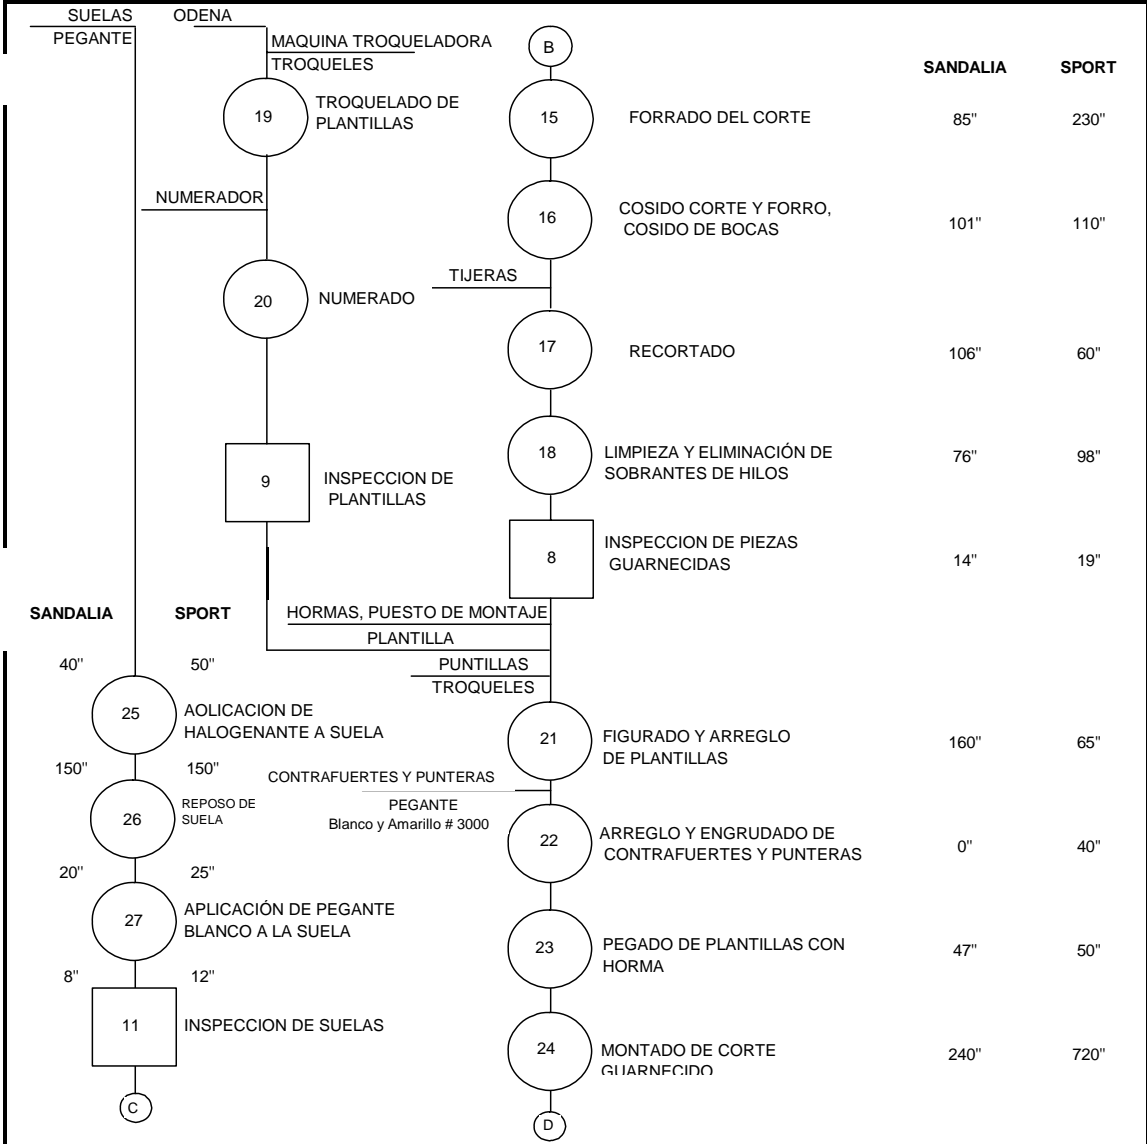 SUELAS
PEGANTE
ODENA
MAQUINA TROQUELADORA
TROQUELES
19
TROQUELADO DE
PLANTILLAS
NUMERADOR
20
NUMERADO
9
INSPECCION DE
PLANTILLAS
SANDALIA SPORT
40" 50"
25
AOLICACION DE
HALOGENANTE A SUELA
150" 150"
26
REPOSO DE
SUELA
20" 25"
27
APLICACIÓN DE PEGANTE
BLANCO A LA SUELA
8" 12"
11
INSPECCION DE SUELAS
C
B
SANDALIA SPORT
15
FORRADO DEL CORTE
85" 230"
16
COSIDO CORTE Y FORRO,
COSIDO DE BOCAS
101" 110"
TIJERAS
17
RECORTADO
106" 60"
18
LIMPIEZA Y ELIMINACIÓN DE
SOBRANTES DE HILOS
76" 98"
8
INSPECCION DE PIEZAS
GUARNECIDAS
14" 19"
HORMAS, PUESTO DE MONTAJE
PLANTILLA
PUNTILLAS
TROQUELES
21
FIGURADO Y ARREGLO
DE PLANTILLAS
160" 65"
CONTRAFUERTES Y PUNTERAS
PEGANTE
Blanco y Amarillo # 3000
22
ARREGLO Y ENGRUDADO DE
CONTRAFUERTES Y PUNTERAS
0" 40"
23
PEGADO DE PLANTILLAS CON
HORMA
47" 50"
24
MONTADO DE CORTE
GUARNECIDO
240" 720"
D